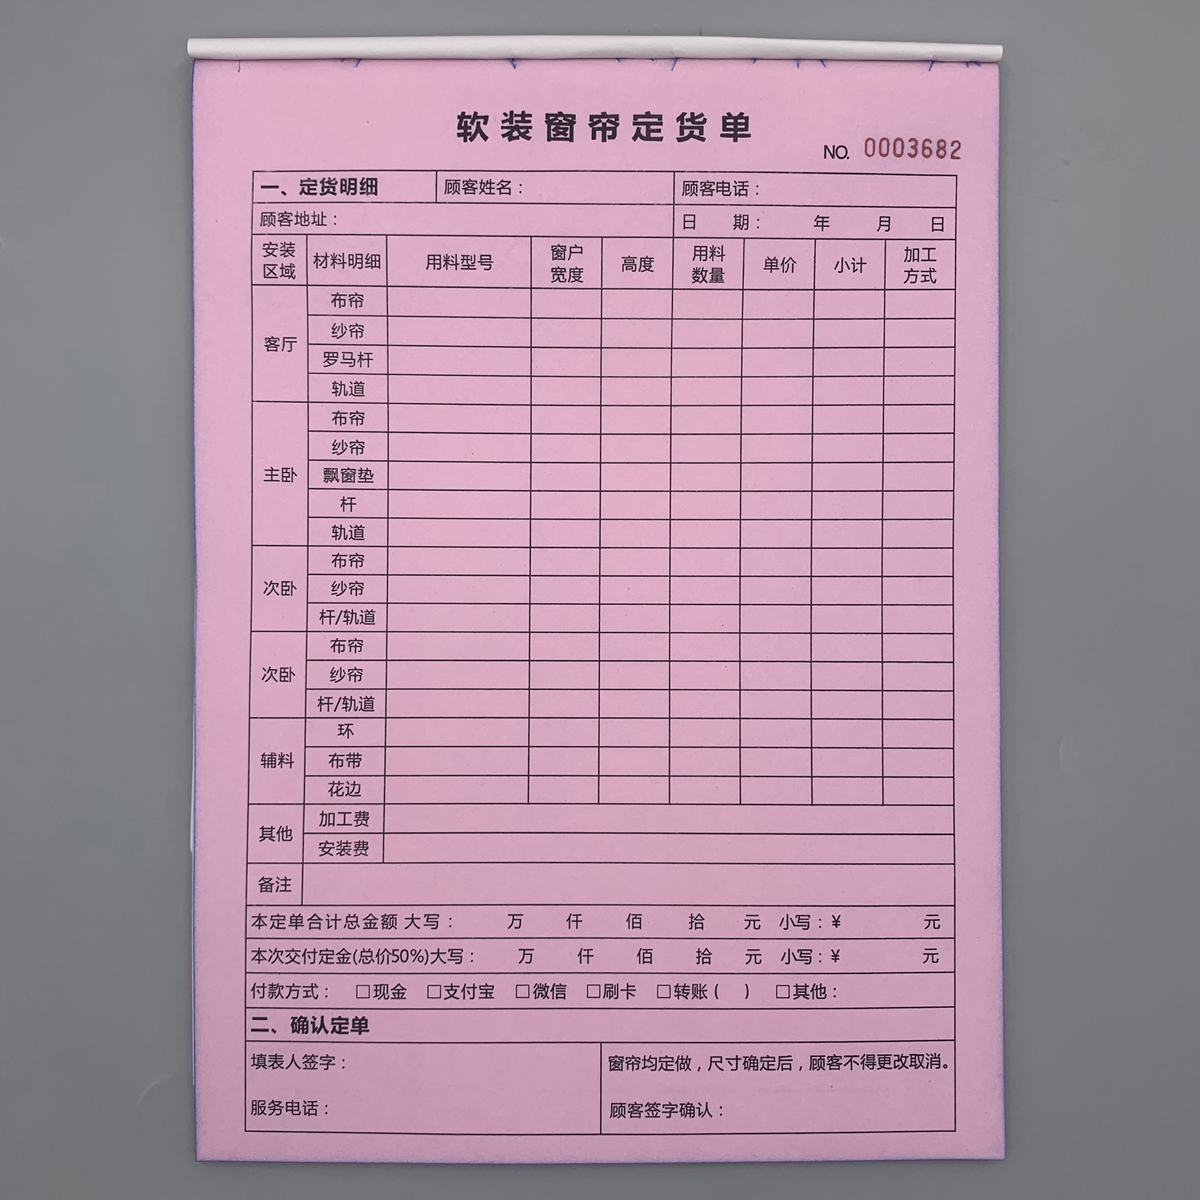 软装窗帘定货单
NO. 0003682
一、定货明细 顾客姓名： 顾客电话：
顾客地址： 日 期： 年 月 日
安装区域 材料明细 用料型号 窗户宽度 高度 用料数量 单价 小计 加工方式
客厅
布帘
纱帘
罗马杆
轨道
主卧
布帘
纱帘
飘窗垫
杆
轨道
次卧
布帘
纱帘
杆/轨道
次卧
布帘
纱帘
杆/轨道
辅料
环
布带
花边
其他
加工费
安装费
备注
本定单合计总金额 大写： 万 仟 佰 拾 元 小写：¥ 元
本次交付定金(总价50%)大写： 万 仟 佰 拾 元 小写：¥ 元
付款方式： □现金 □支付宝 □微信 □刷卡 □转账( ) □其他：
二、确认定单
填表人签字： 窗帘均定做，尺寸确定后，顾客不得更改取消。
服务电话： 顾客签字确认：